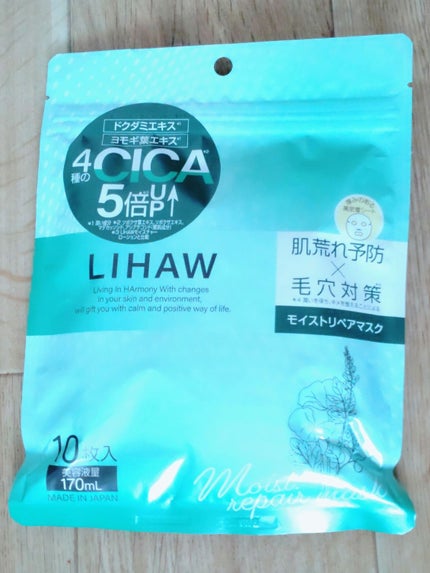 ドクダミエキス*1
ヨモギ葉エキス*1
4種の
CICA*2
5倍UP↑
LIHAW
Living In HArmony With changes
in your skin and environment,
will gift you with calm and positive way of life.
肌荒れ予防
×
毛穴対策
モイストリペアマスク
10枚入
美容液量
170mL
MADE IN JAPAN
Moist
repair mask